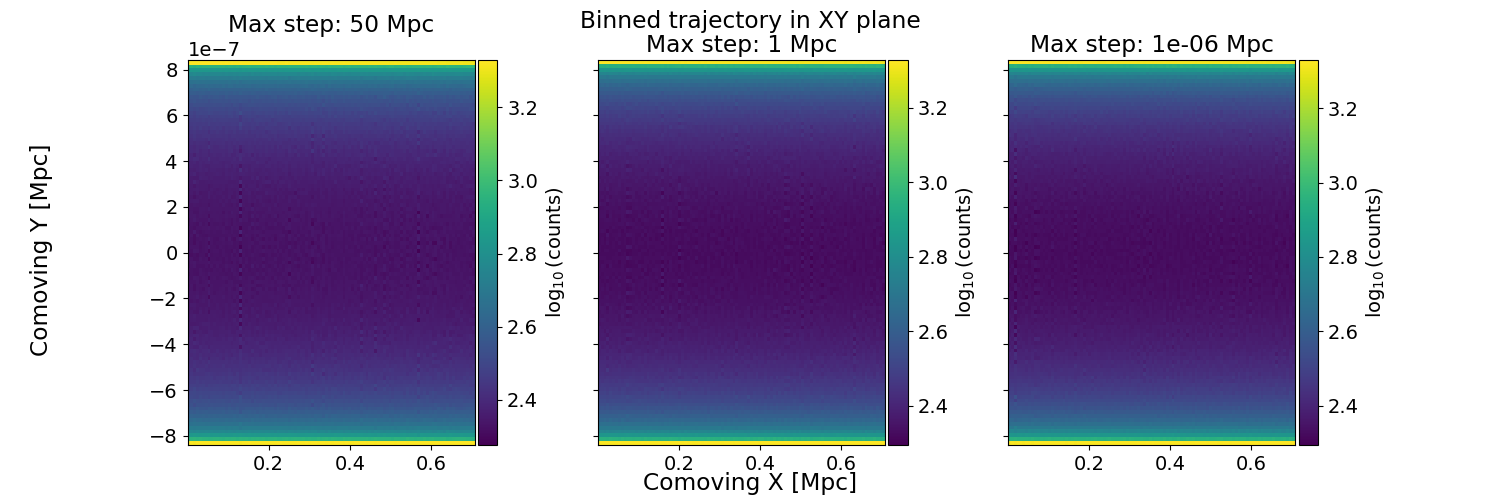 Binned trajectory in XY plane
Max step: 50 Mpc
Max step: 1 Mpc
Max step: 1e-06 Mpc
1e−7
8
6
4
2
0
−2
−4
−6
−8
Comoving Y [Mpc]
0.2 0.4 0.6
3.2
3.0
2.8
2.6
2.4
log₁₀(counts)
0.2 0.4 0.6
3.2
3.0
2.8
2.6
2.4
log₁₀(counts)
0.2 0.4 0.6
3.2
3.0
2.8
2.6
2.4
log₁₀(counts)
Comoving X [Mpc]